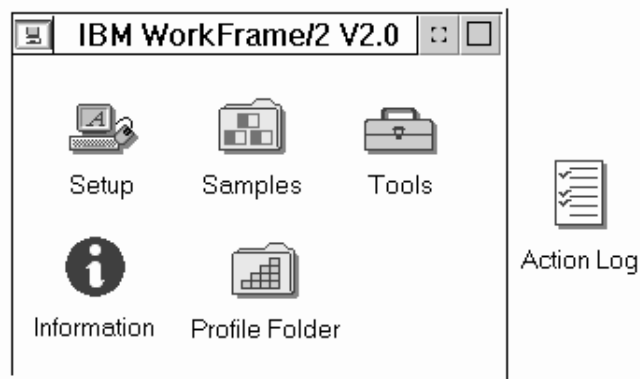 IBM WorkFrame/2 V2.0
Setup
Samples
Tools
Action Log
Information
Profile Folder